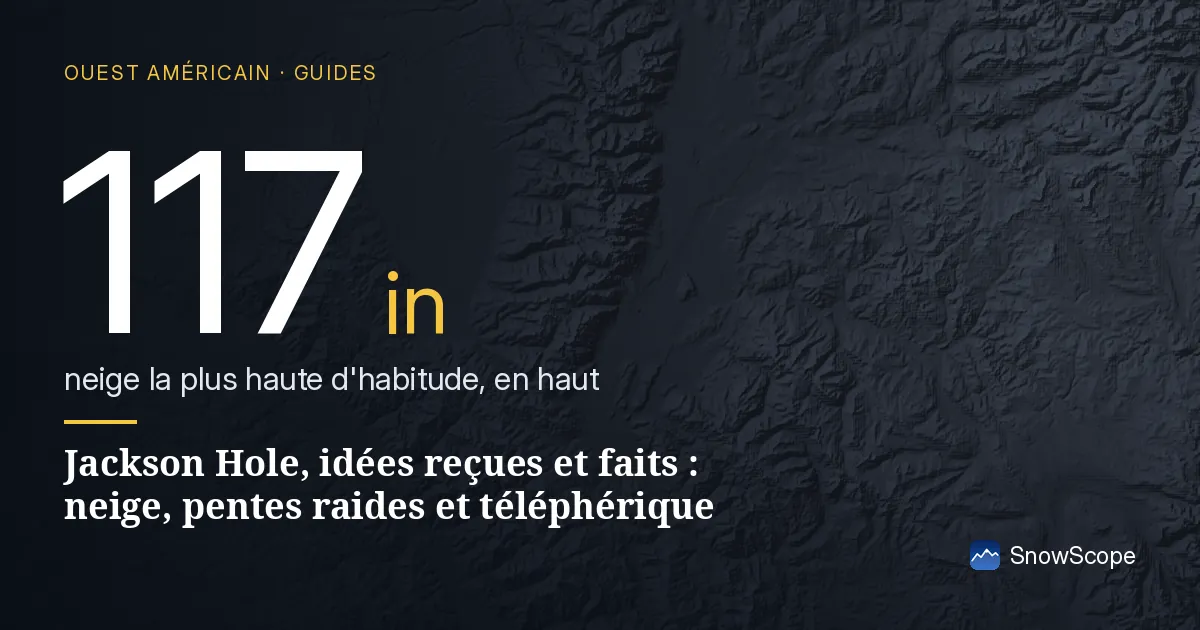 OUEST AMÉRICAIN · GUIDES
117 in
neige la plus haute d'habitude, en haut
Jackson Hole, idées reçues et faits :
neige, pentes raides et téléphérique
SnowScope